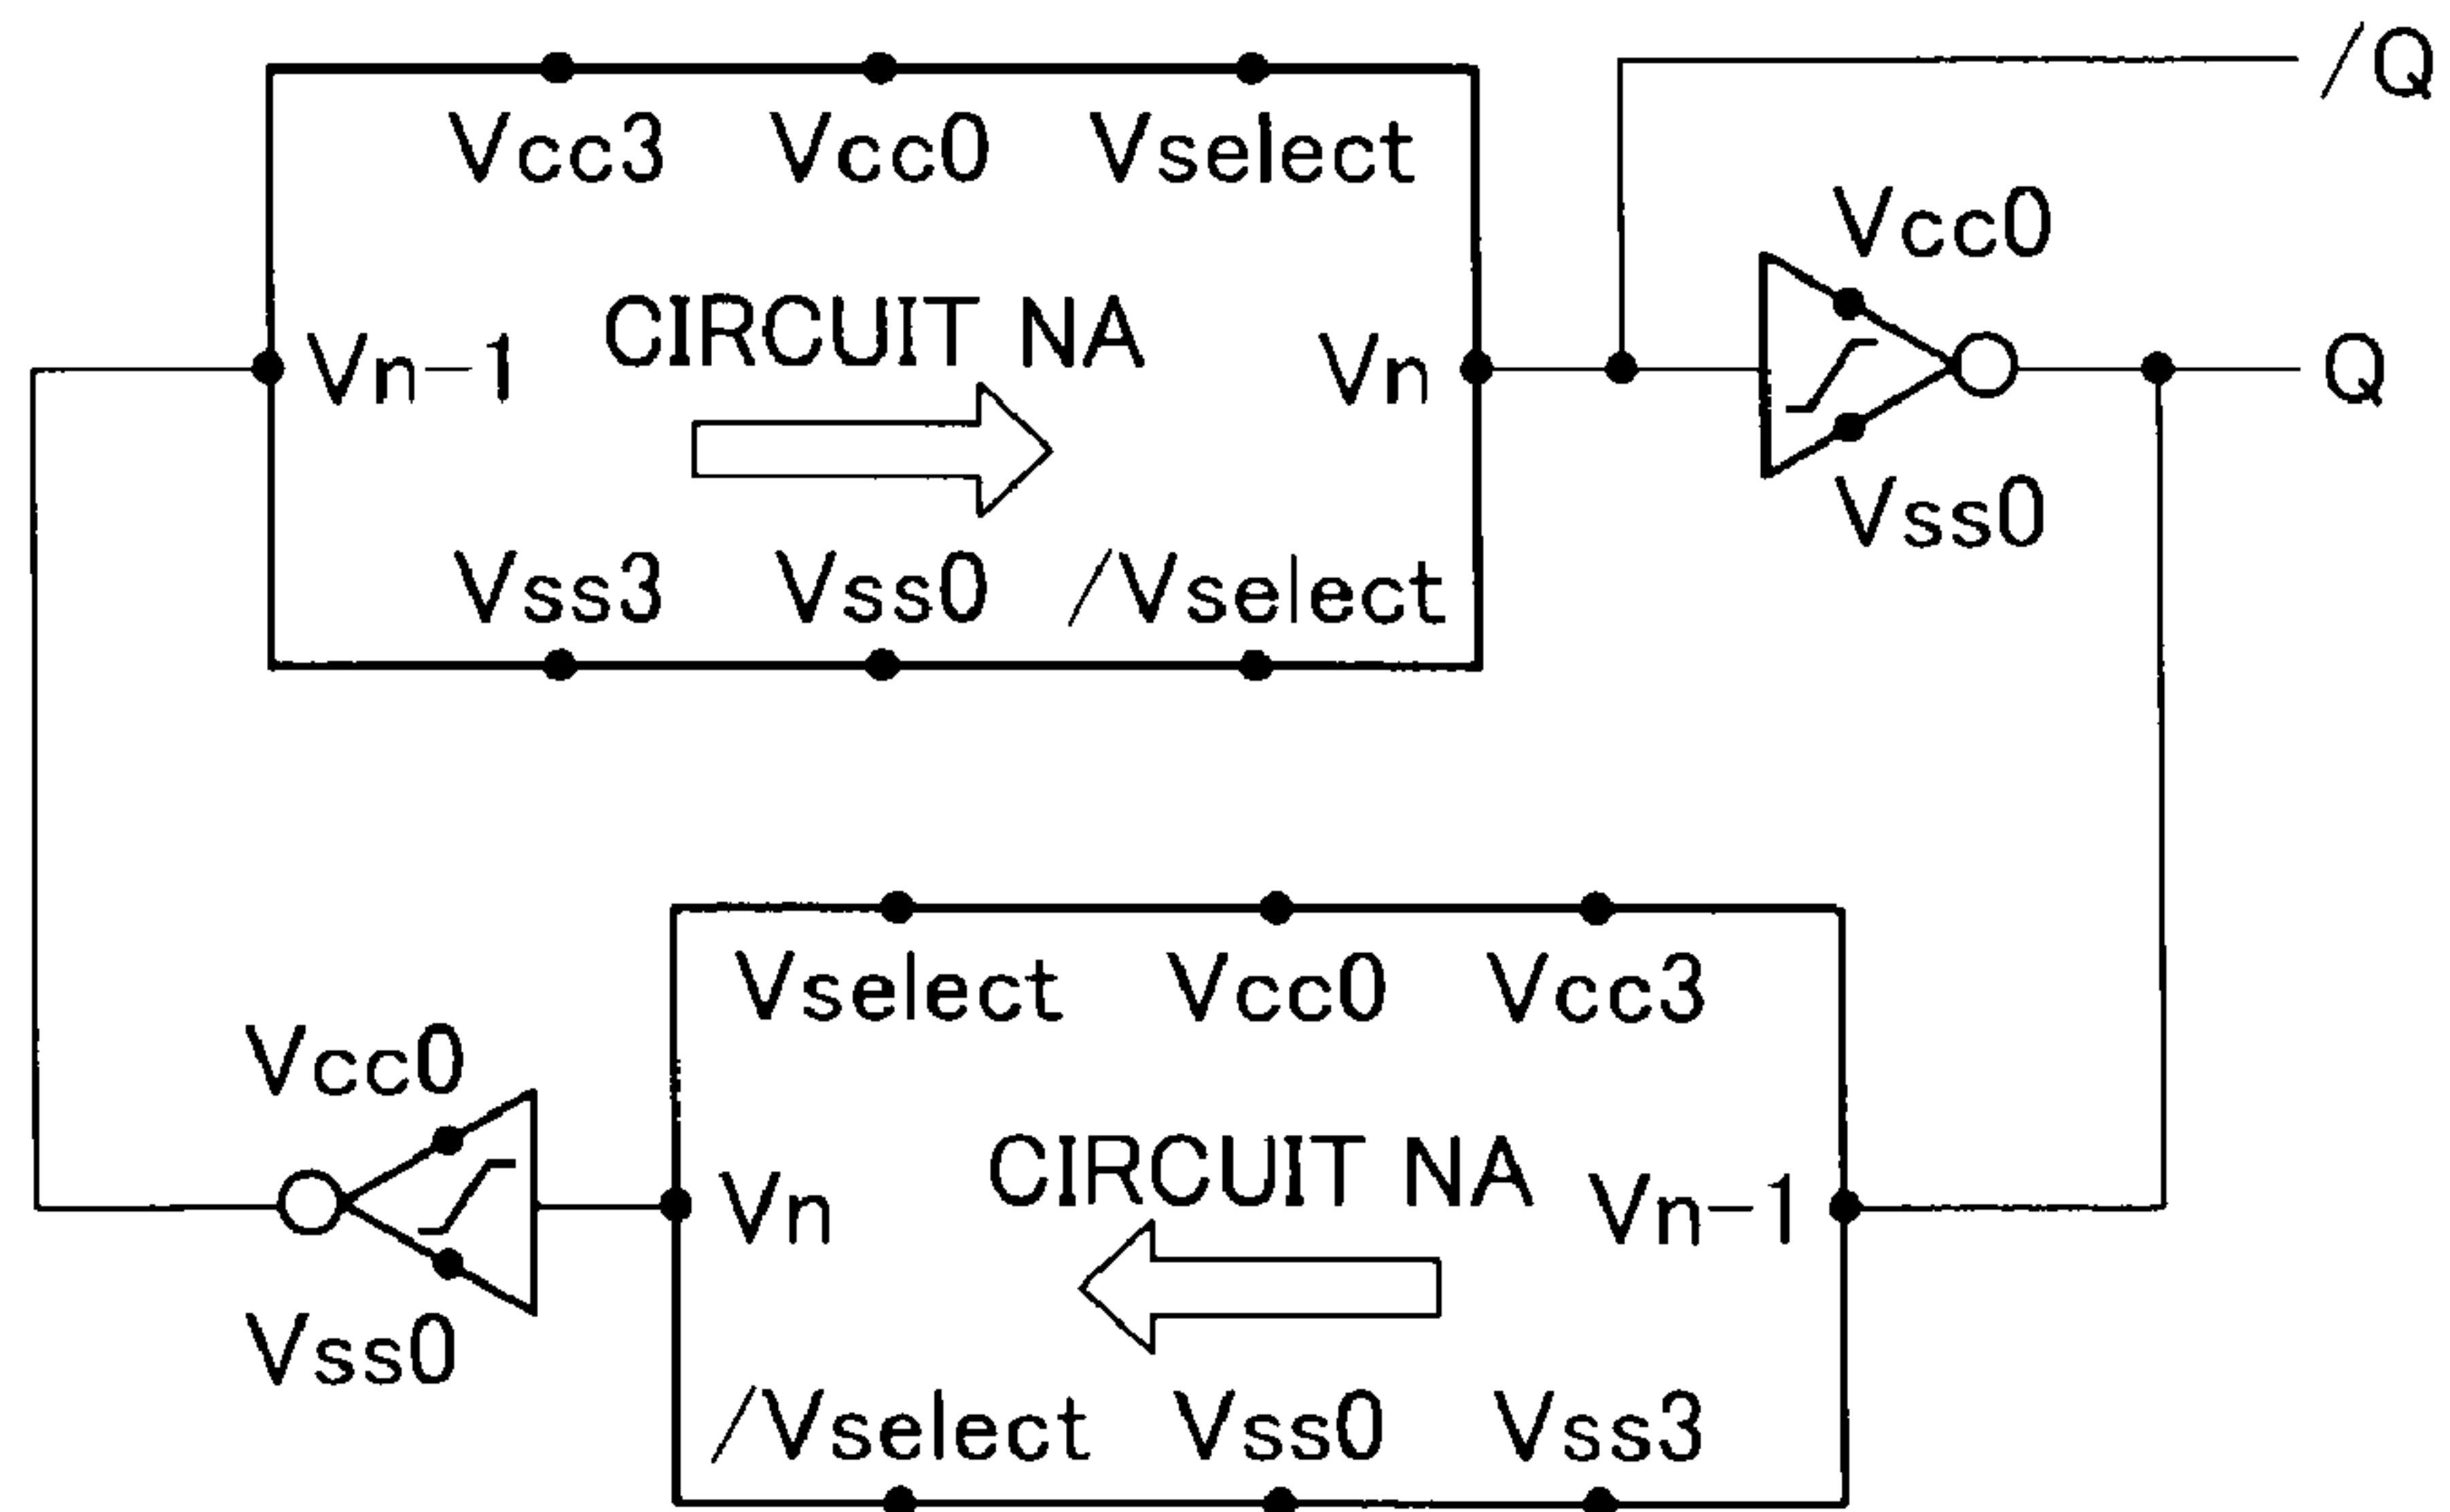 /Q
Vcc3 Vcc0 Vselect
Vcc0
CIRCUIT NA
Vn-1 Vn Q
Vss0
Vss3 Vss0 /Vselect
Vselect Vcc0 Vcc3
Vcc0
CIRCUIT NA
Vn Vn-1
Vss0
/Vselect Vss0 Vss3